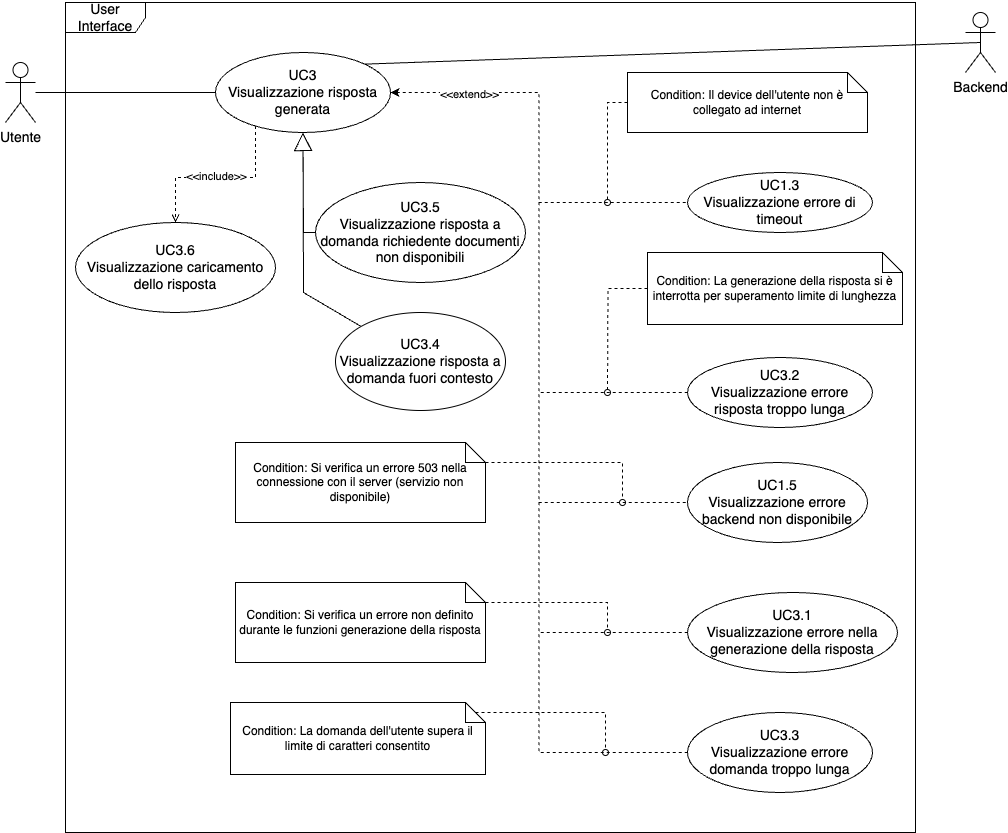 User
Interface
Utente
Backend
UC3
Visualizzazione risposta
generata
<<extend>>
Condition: Il device dell'utente non è
collegato ad internet
<<include>>
UC1.3
Visualizzazione errore di
timeout
UC3.5
Visualizzazione risposta a
domanda richiedente documenti
non disponibili
UC3.6
Visualizzazione caricamento
dello risposta
Condition: La generazione della risposta si è
interrotta per superamento limite di lunghezza
UC3.4
Visualizzazione risposta a
domanda fuori contesto
UC3.2
Visualizzazione errore
risposta troppo lunga
Condition: Si verifica un errore 503 nella
connessione con il server (servizio non
disponibile)
UC1.5
Visualizzazione errore
backend non disponibile
Condition: Si verifica un errore non definito
durante le funzioni generazione della risposta
UC3.1
Visualizzazione errore nella
generazione della risposta
Condition: La domanda dell'utente supera il
limite di caratteri consentito
UC3.3
Visualizzazione errore
domanda troppo lunga